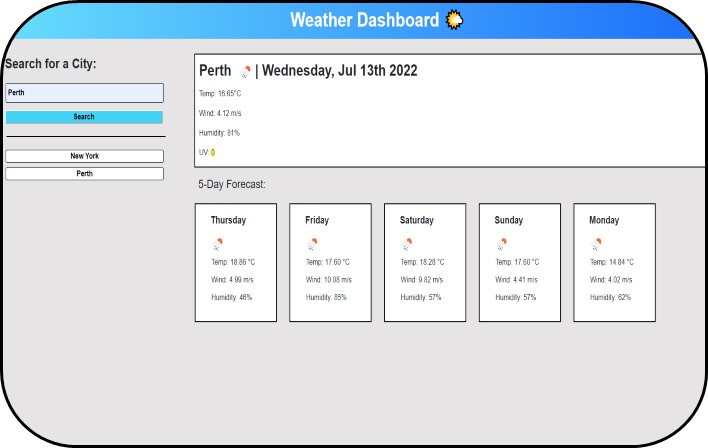 Weather Dashboard
Search for a City:
Perth
Search
New York
Perth
Perth | Wednesday, Jul 13th 2022
Temp: 16.65°C
Wind: 4.12 m/s
Humidity: 81%
UV: 0
5-Day Forecast:
Thursday
Temp: 18.86 °C
Wind: 4.99 m/s
Humidity: 46%
Friday
Temp: 17.60 °C
Wind: 10.08 m/s
Humidity: 85%
Saturday
Temp: 18.28 °C
Wind: 9.82 m/s
Humidity: 57%
Sunday
Temp: 17.60 °C
Wind: 4.41 m/s
Humidity: 57%
Monday
Temp: 14.84 °C
Wind: 4.02 m/s
Humidity: 62%